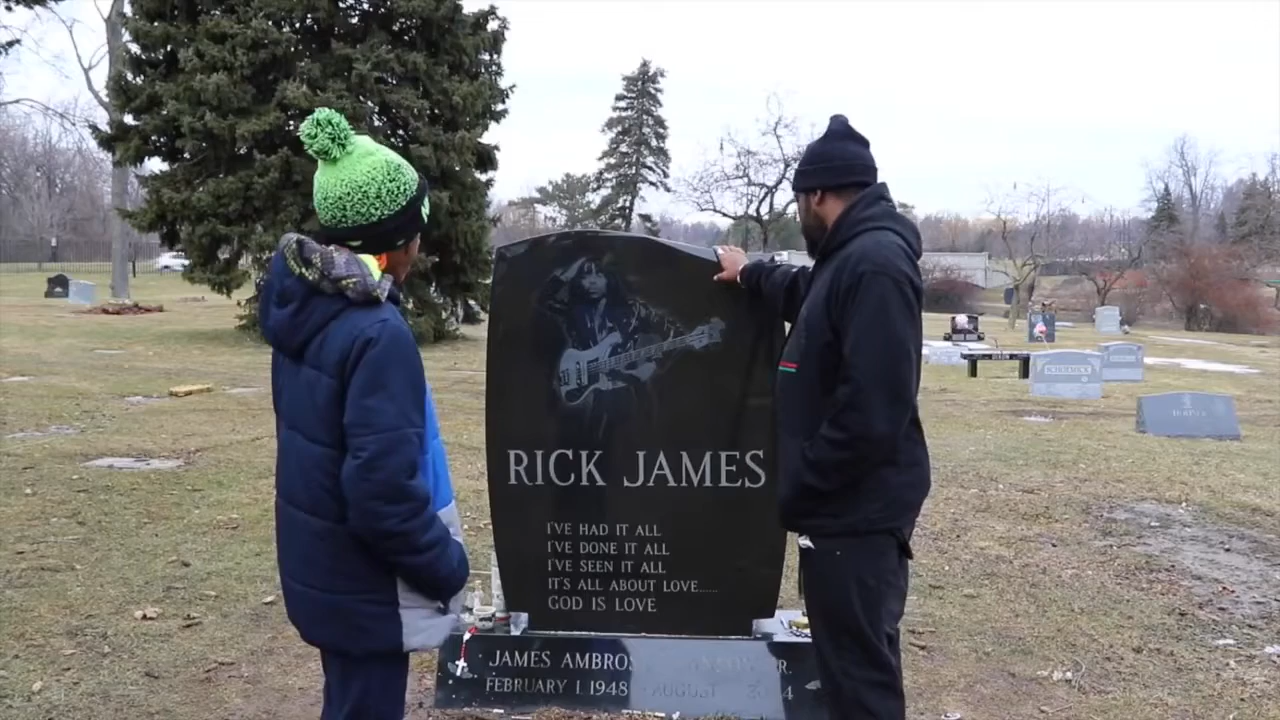 RICK JAMES
I'VE HAD IT ALL
I'VE DONE IT ALL
I'VE SEEN IT ALL
IT'S ALL ABOUT LOVE......
GOD IS LOVE
JAMES AMBROS JR.
FEBRUARY 1, 1948 AUGUST